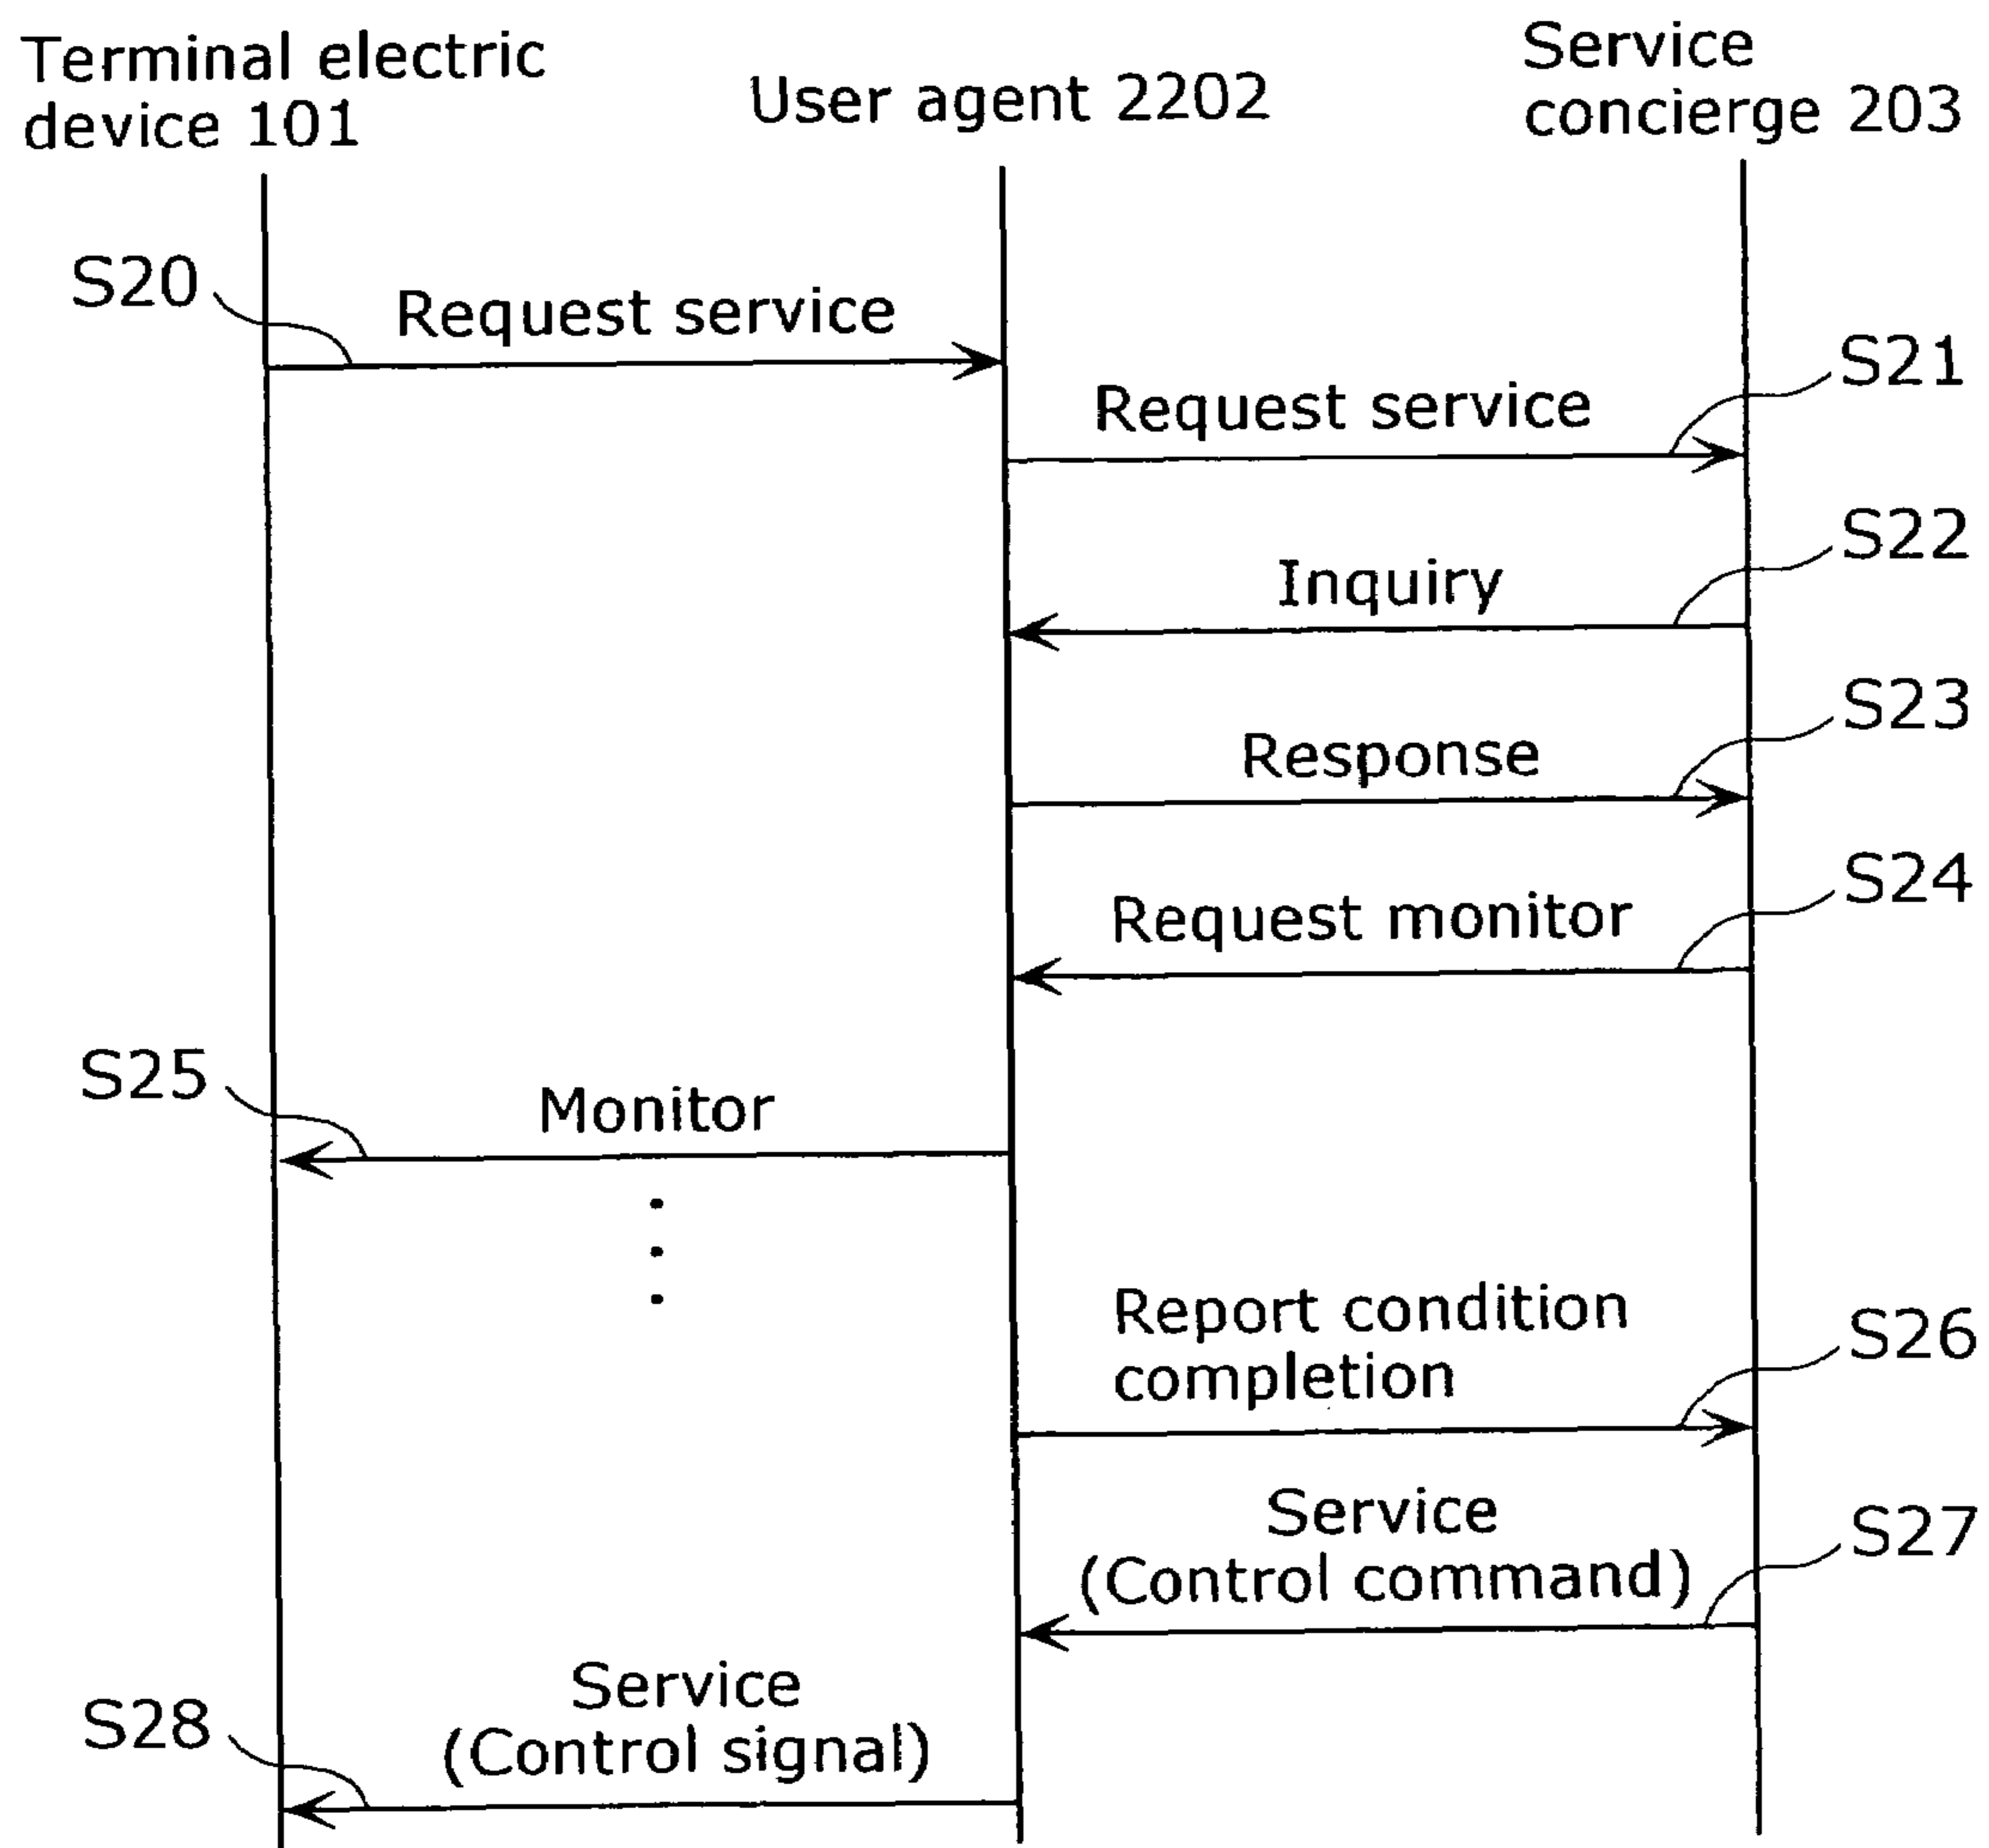 Terminal electric
device 101
User agent 2202
Service
concierge 203
S20
Request service
S21
Request service
S22
Inquiry
S23
Response
S24
Request monitor
S25
Monitor
Report condition
completion
S26
Service
(Control command)
S27
Service
(Control signal)
S28